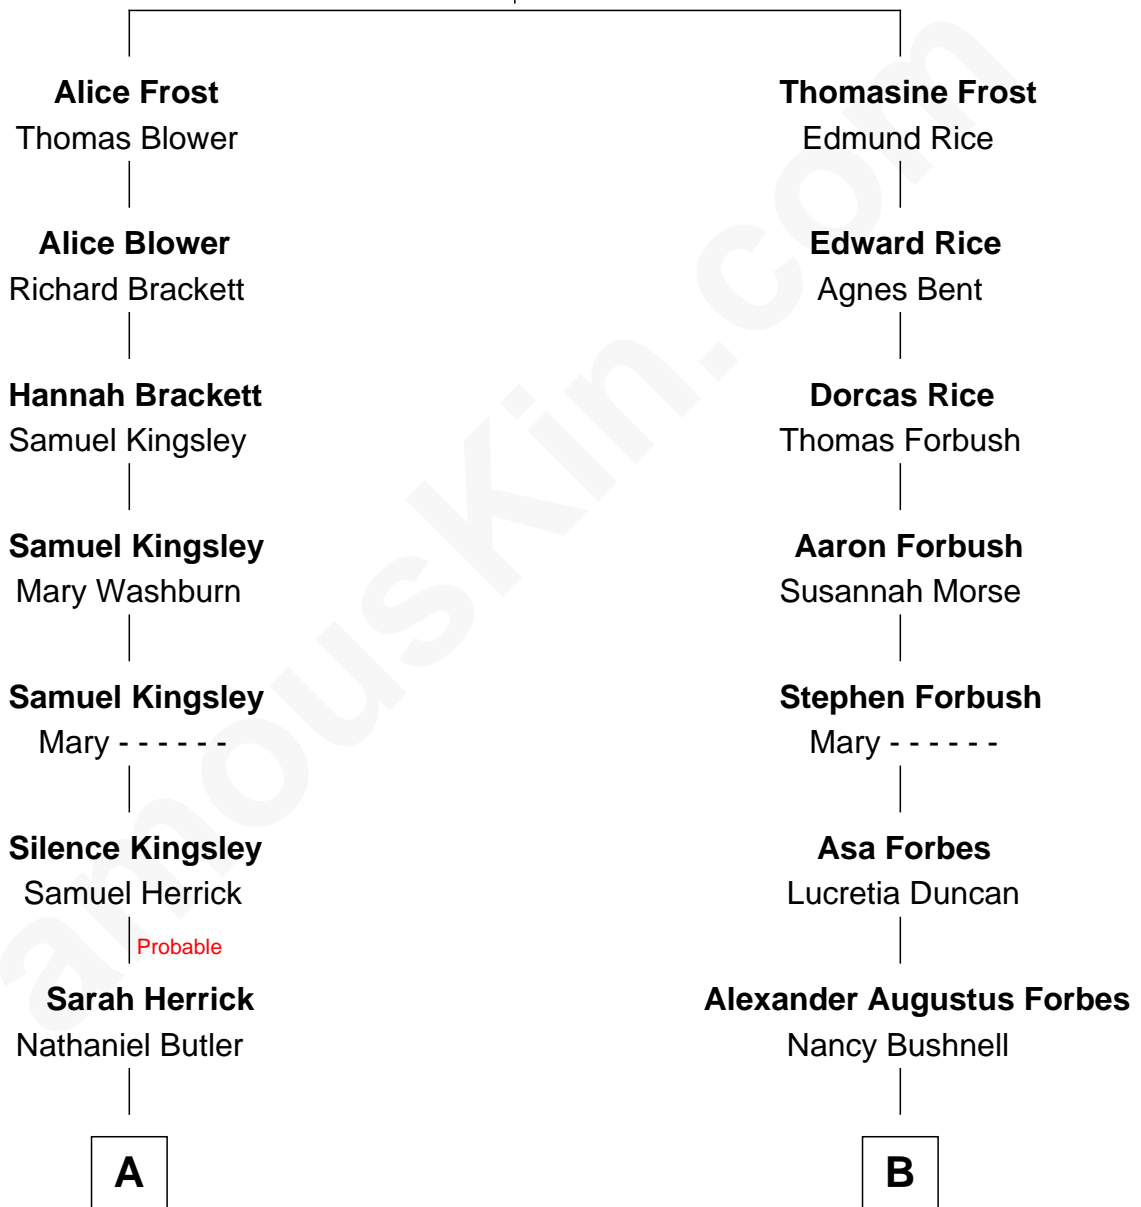 Alice Frost
Thomas Blower
Alice Blower
Richard Brackett
Hannah Brackett
Samuel Kingsley
Samuel Kingsley
Mary Washburn
Samuel Kingsley
Mary - - - - - -
Silence Kingsley
Samuel Herrick
Probable
Sarah Herrick
Nathaniel Butler
A
Thomasine Frost
Edmund Rice
Edward Rice
Agnes Bent
Dorcas Rice
Thomas Forbush
Aaron Forbush
Susannah Morse
Stephen Forbush
Mary - - - - - -
Asa Forbes
Lucretia Duncan
Alexander Augustus Forbes
Nancy Bushnell
B
amousKin.com